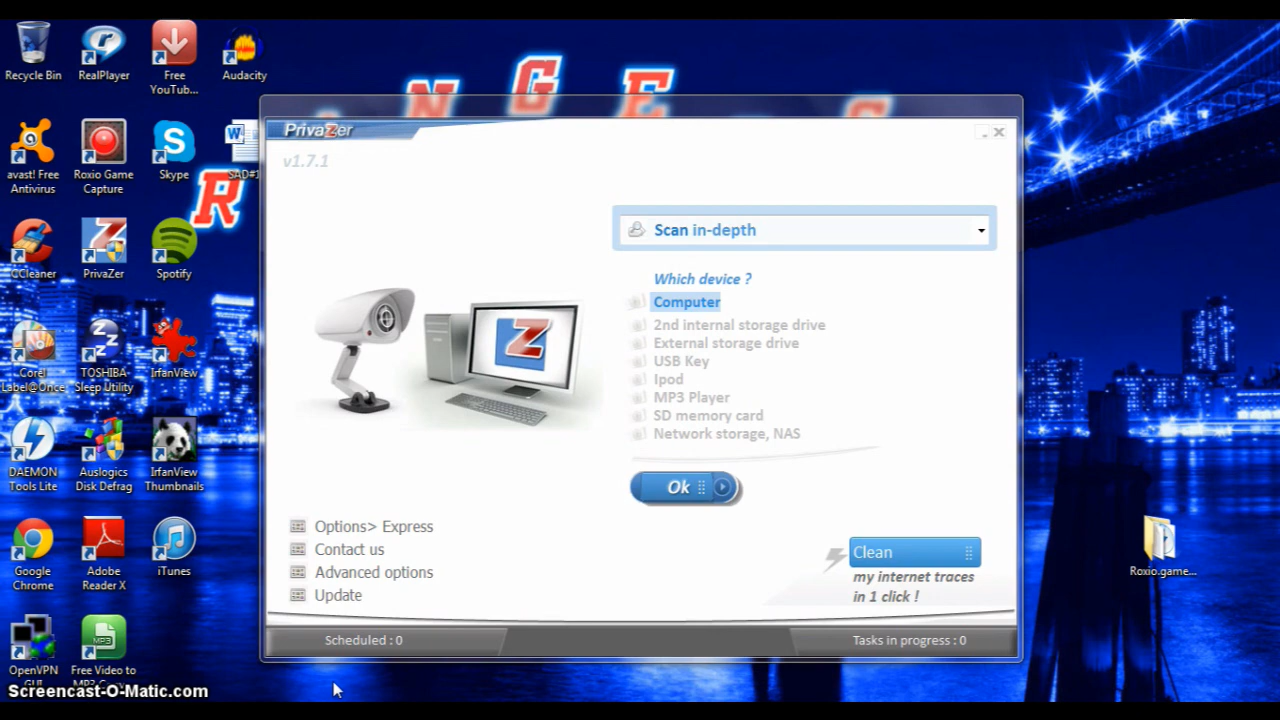 Recycle Bin
RealPlayer
Free YouTub...
Audacity
avast! Free Antivirus
Roxio Game Capture
Skype
SAD#1
CCleaner
PrivaZer
Spotify
Corel Label@Once
TOSHIBA Sleep Utility
IrfanView
DAEMON Tools Lite
Auslogics Disk Defrag
IrfanView Thumbnails
Google Chrome
Adobe Reader X
iTunes
OpenVPN GUI
Free Video to
Screencast-O-Matic.com
R
N
G
E
PrivaZer
v1.7.1
Scan in-depth
Which device ?
Computer
2nd internal storage drive
External storage drive
USB Key
Ipod
MP3 Player
SD memory card
Network storage, NAS
Ok
Options> Express
Contact us
Advanced options
Update
Clean
my internet traces
in 1 click !
Scheduled : 0
Tasks in progress : 0
Roxio.game...